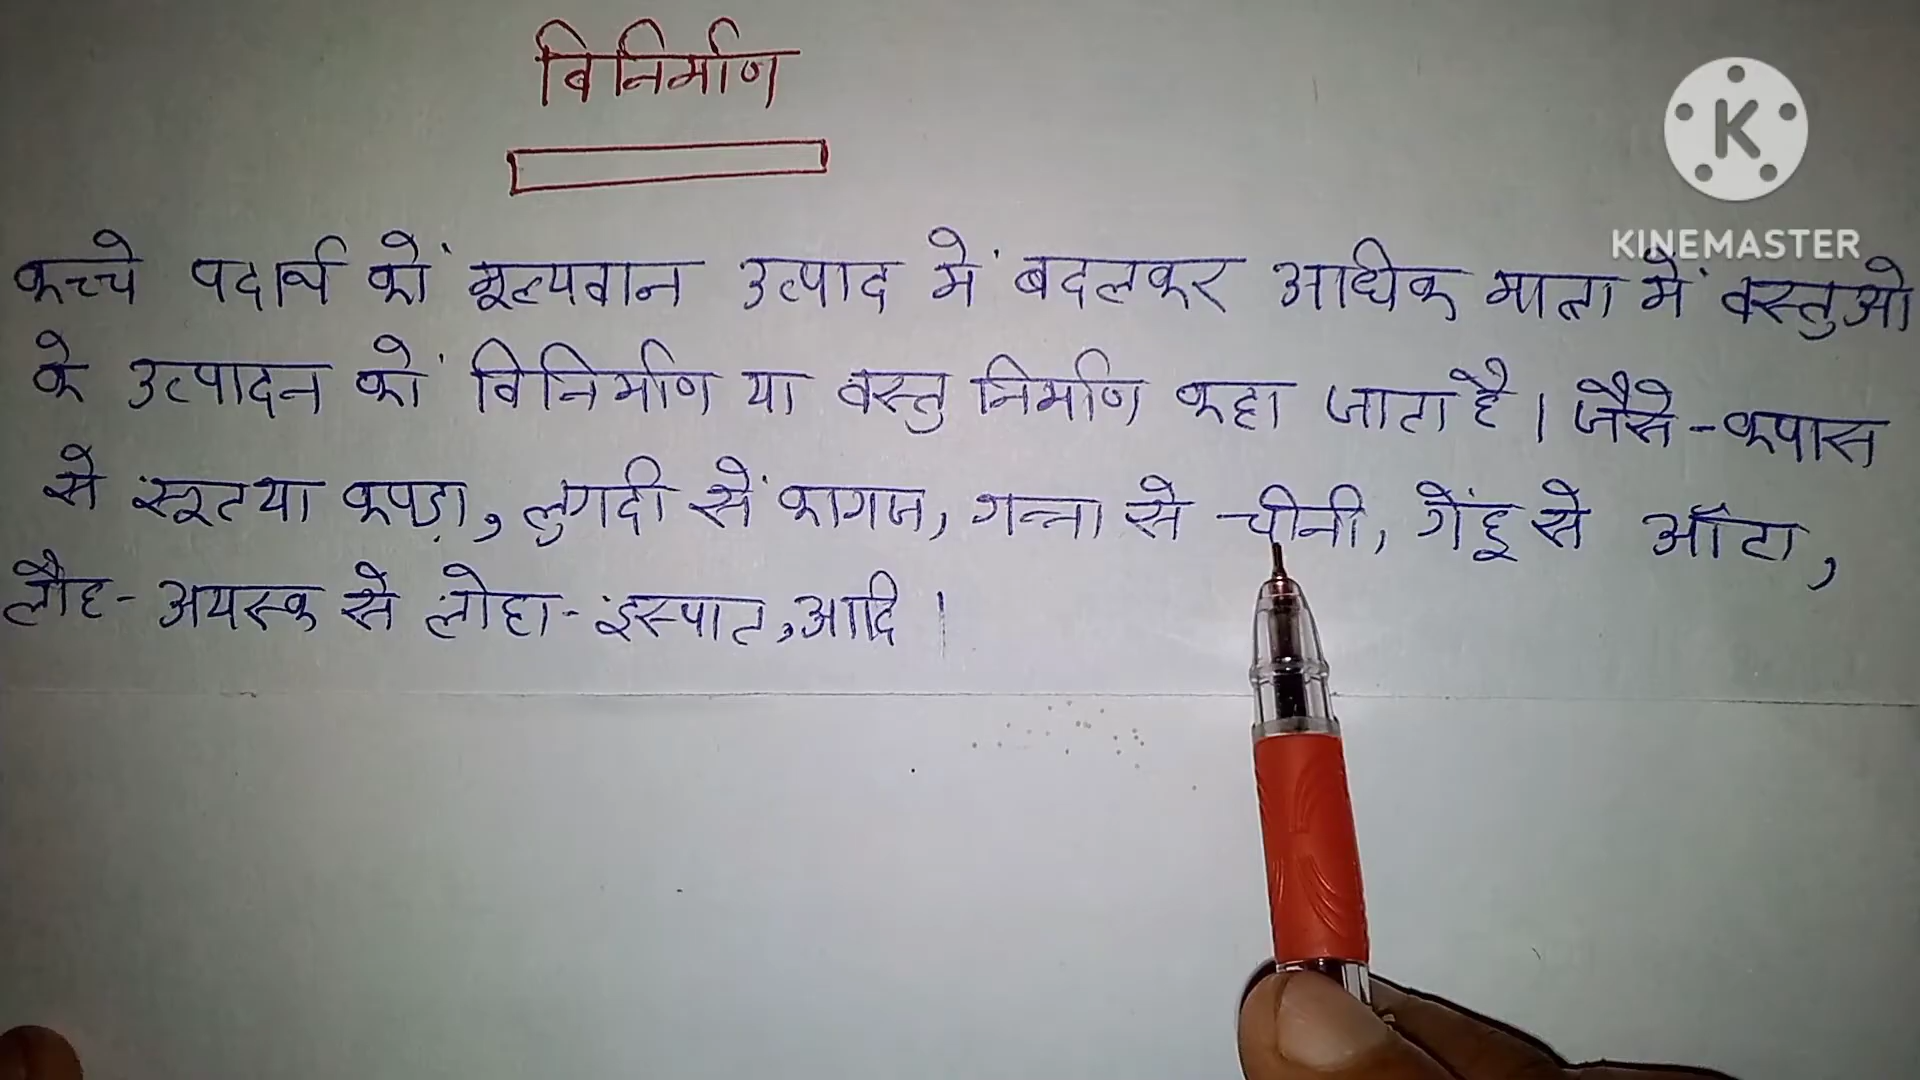 विनिर्माण
KINEMASTER
कच्चे पदार्थ कों मूल्यवान उत्पाद में बदलकर अधिक मात्रा में वस्तुओ
के उत्पादन कों विनिर्माण या वस्तु निर्माण कहा जाता है। जैसे-कपास
से सूत या कपड़ा, लुगदी सें कागज, गन्ना से चीनी, गेंहू से ऑटा,
लौह-अयस्क से लोहा-इस्पात, आदि।